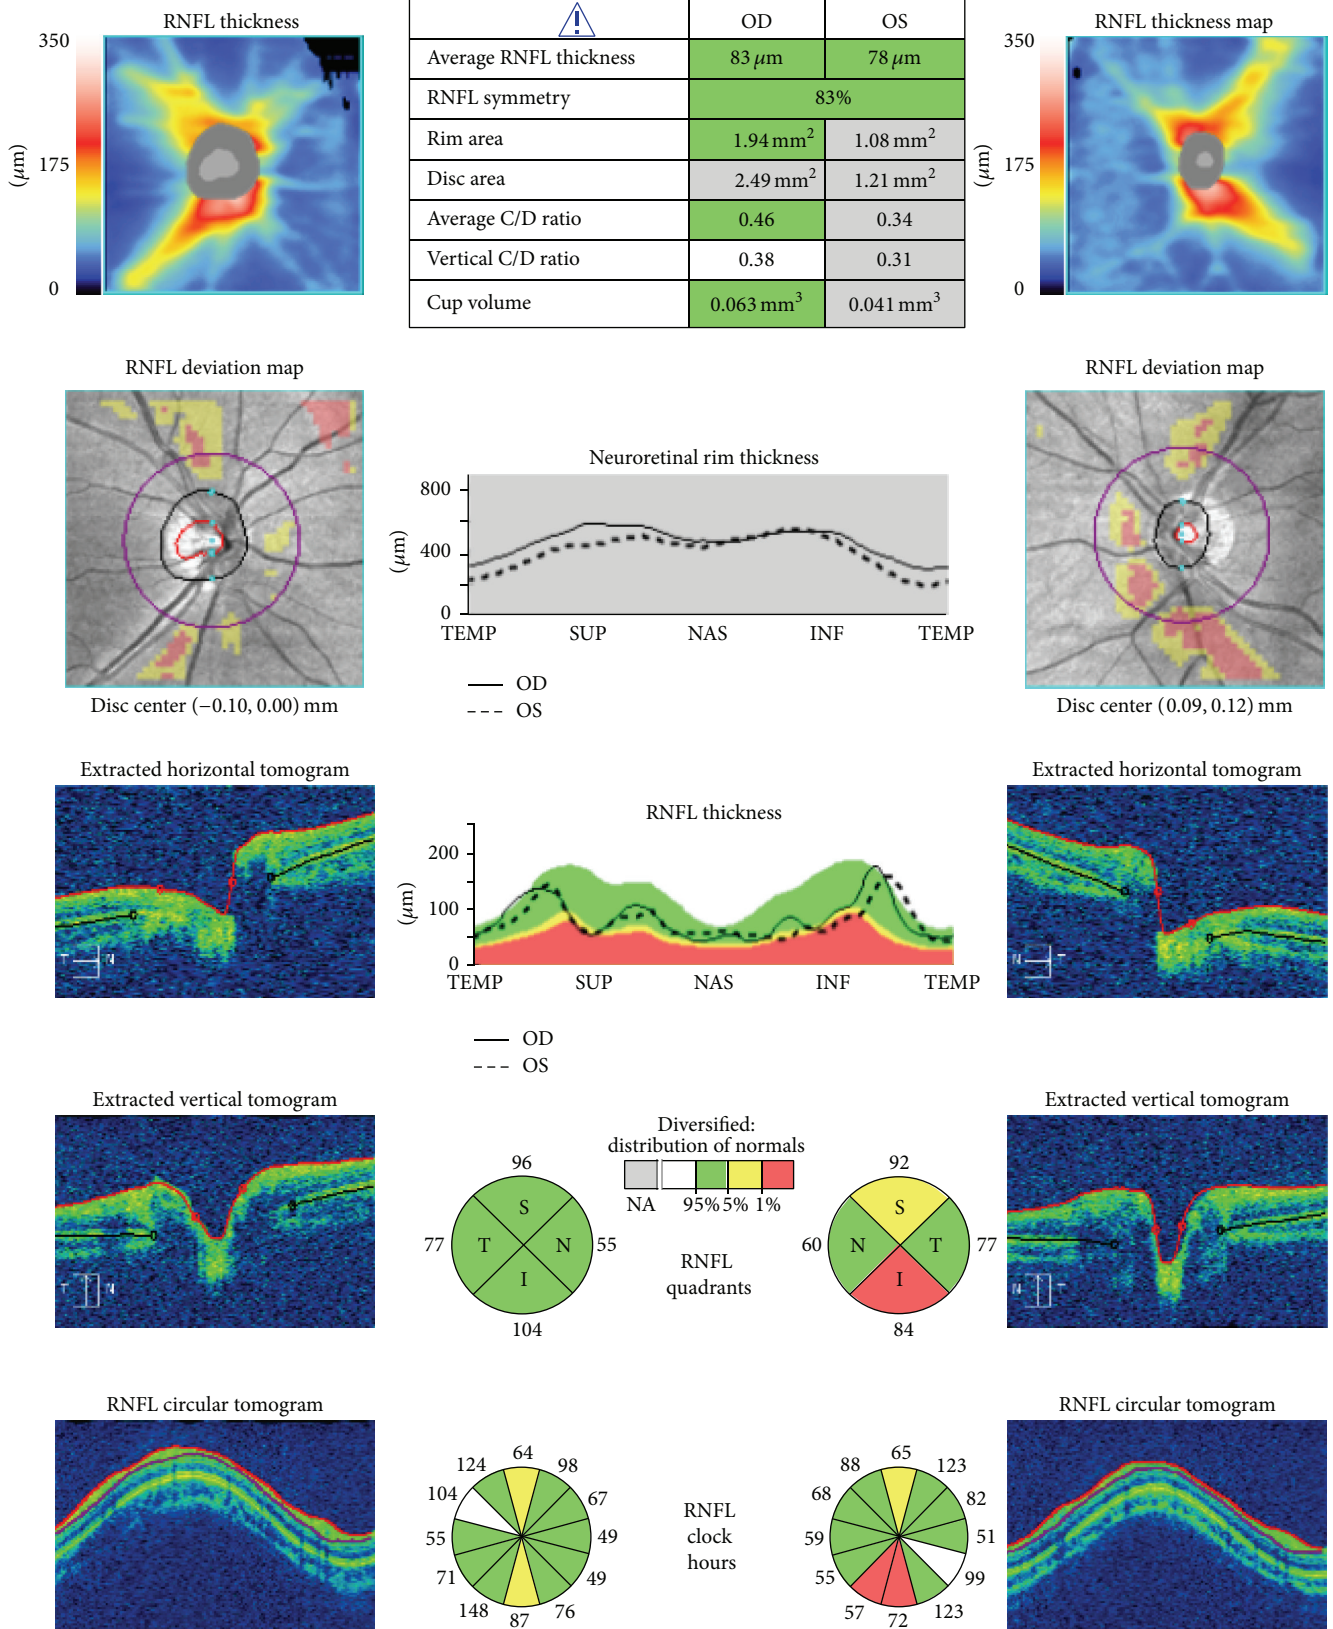 RNFL thickness
350
175
0
(μm)
! OD OS
Average RNFL thickness 83 μm 78 μm
RNFL symmetry 83%
Rim area 1.94 mm² 1.08 mm²
Disc area 2.49 mm² 1.21 mm²
Average C/D ratio 0.46 0.34
Vertical C/D ratio 0.38 0.31
Cup volume 0.063 mm³ 0.041 mm³
RNFL thickness map
350
175
0
(μm)
RNFL deviation map
Disc center (−0.10, 0.00) mm
Neuroretinal rim thickness
800
400
0
(μm)
TEMP SUP NAS INF TEMP
OD
OS
RNFL deviation map
Disc center (0.09, 0.12) mm
Extracted horizontal tomogram
T N
RNFL thickness
200
100
0
(μm)
TEMP SUP NAS INF TEMP
OD
OS
Extracted horizontal tomogram
N T
Extracted vertical tomogram
T N
96
77 T S N 55
I
104
Diversified:
distribution of normals
NA 95% 5% 1%
RNFL
quadrants
92
60 N S T 77
I
84
Extracted vertical tomogram
N T
RNFL circular tomogram
64
124 98
104 67
55 49
71 49
148 76
87
RNFL
clock
hours
65
88 123
68 82
59 51
55 99
57 123
72
RNFL circular tomogram